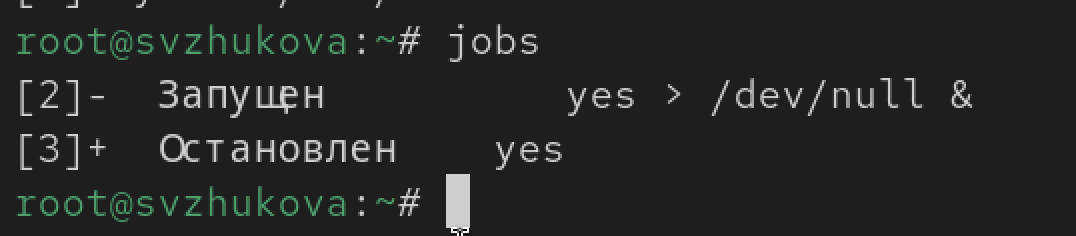 root@svzhukova:~# jobs
[2]-  Запущен          yes > /dev/null &
[3]+  Остановлен    yes
root@svzhukova:~#